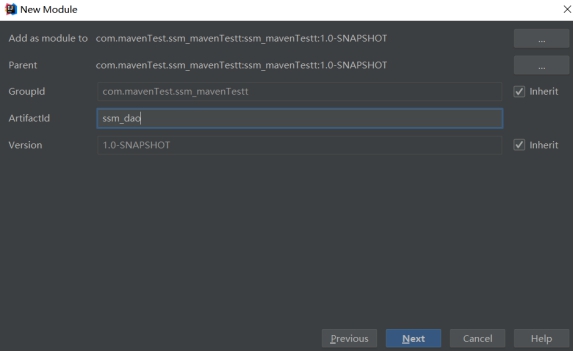 New Module
Add as module to com.mavenTest.ssm_mavenTestt:ssm_mavenTestt:1.0-SNAPSHOT ...
Parent com.mavenTest.ssm_mavenTestt:ssm_mavenTestt:1.0-SNAPSHOT ...
GroupId com.mavenTest.ssm_mavenTestt Inherit
ArtifactId ssm_dao
Version 1.0-SNAPSHOT Inherit
Previous Next Cancel Help